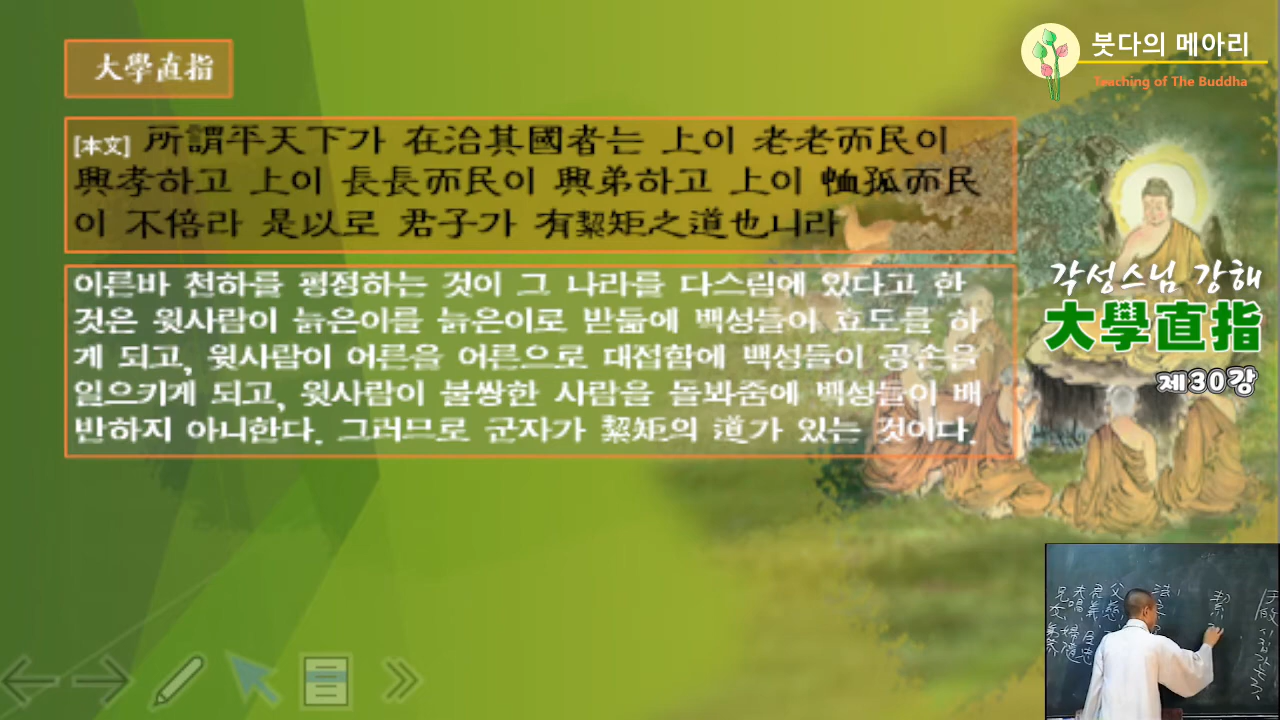 大學直指
[本文] 所謂平天下가 在治其國者는 上이 老老而民이
興孝하고 上이 長長而民이 興弟하고 上이 恤孤而民
이 不倍라 是以로 君子가 有絜矩之道也니라
이른바 천하를 평정하는 것이 그 나라를 다스림에 있다고 한
것은 윗사람이 늙은이를 늙은이로 받듦에 백성들이 효도를 하
게 되고, 윗사람이 어른을 어른으로 대접함에 백성들이 공손을
일으키게 되고, 윗사람이 불쌍한 사람을 돌봐줌에 백성들이 배
반하지 아니한다. 그러므로 군자가 絜矩의 道가 있는 것이다.
붓다의 메아리
Teaching of The Buddha
각성스님 강해
大學直指
제30강